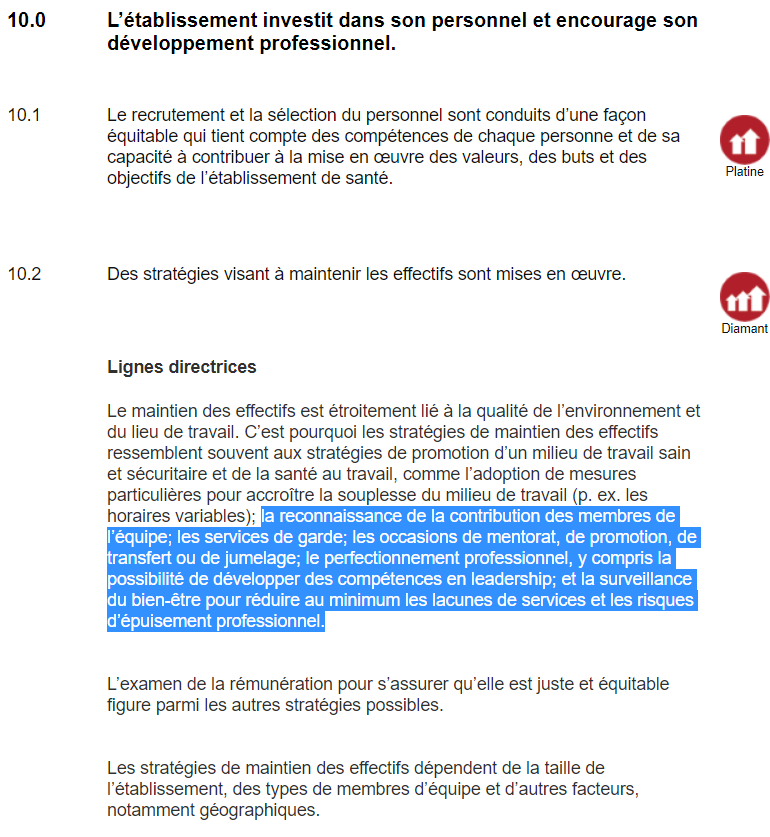 10.0 L’établissement investit dans son personnel et encourage son
développement professionnel.
10.1 Le recrutement et la sélection du personnel sont conduits d’une façon
équitable qui tient compte des compétences de chaque personne et de sa
capacité à contribuer à la mise en œuvre des valeurs, des buts et des
objectifs de l’établissement de santé.
Platine
10.2 Des stratégies visant à maintenir les effectifs sont mises en œuvre.
Diamant
Lignes directrices
Le maintien des effectifs est étroitement lié à la qualité de l’environnement et
du lieu de travail. C’est pourquoi les stratégies de maintien des effectifs
ressemblent souvent aux stratégies de promotion d’un milieu de travail sain
et sécuritaire et de la santé au travail, comme l’adoption de mesures
particulières pour accroître la souplesse du milieu de travail (p. ex. les
horaires variables); la reconnaissance de la contribution des membres de
l’équipe; les services de garde; les occasions de mentorat, de promotion, de
transfert ou de jumelage; le perfectionnement professionnel, y compris la
possibilité de développer des compétences en leadership; et la surveillance
du bien-être pour réduire au minimum les lacunes de services et les risques
d’épuisement professionnel.
L’examen de la rémunération pour s’assurer qu’elle est juste et équitable
figure parmi les autres stratégies possibles.
Les stratégies de maintien des effectifs dépendent de la taille de
l’établissement, des types de membres d’équipe et d’autres facteurs,
notamment géographiques.